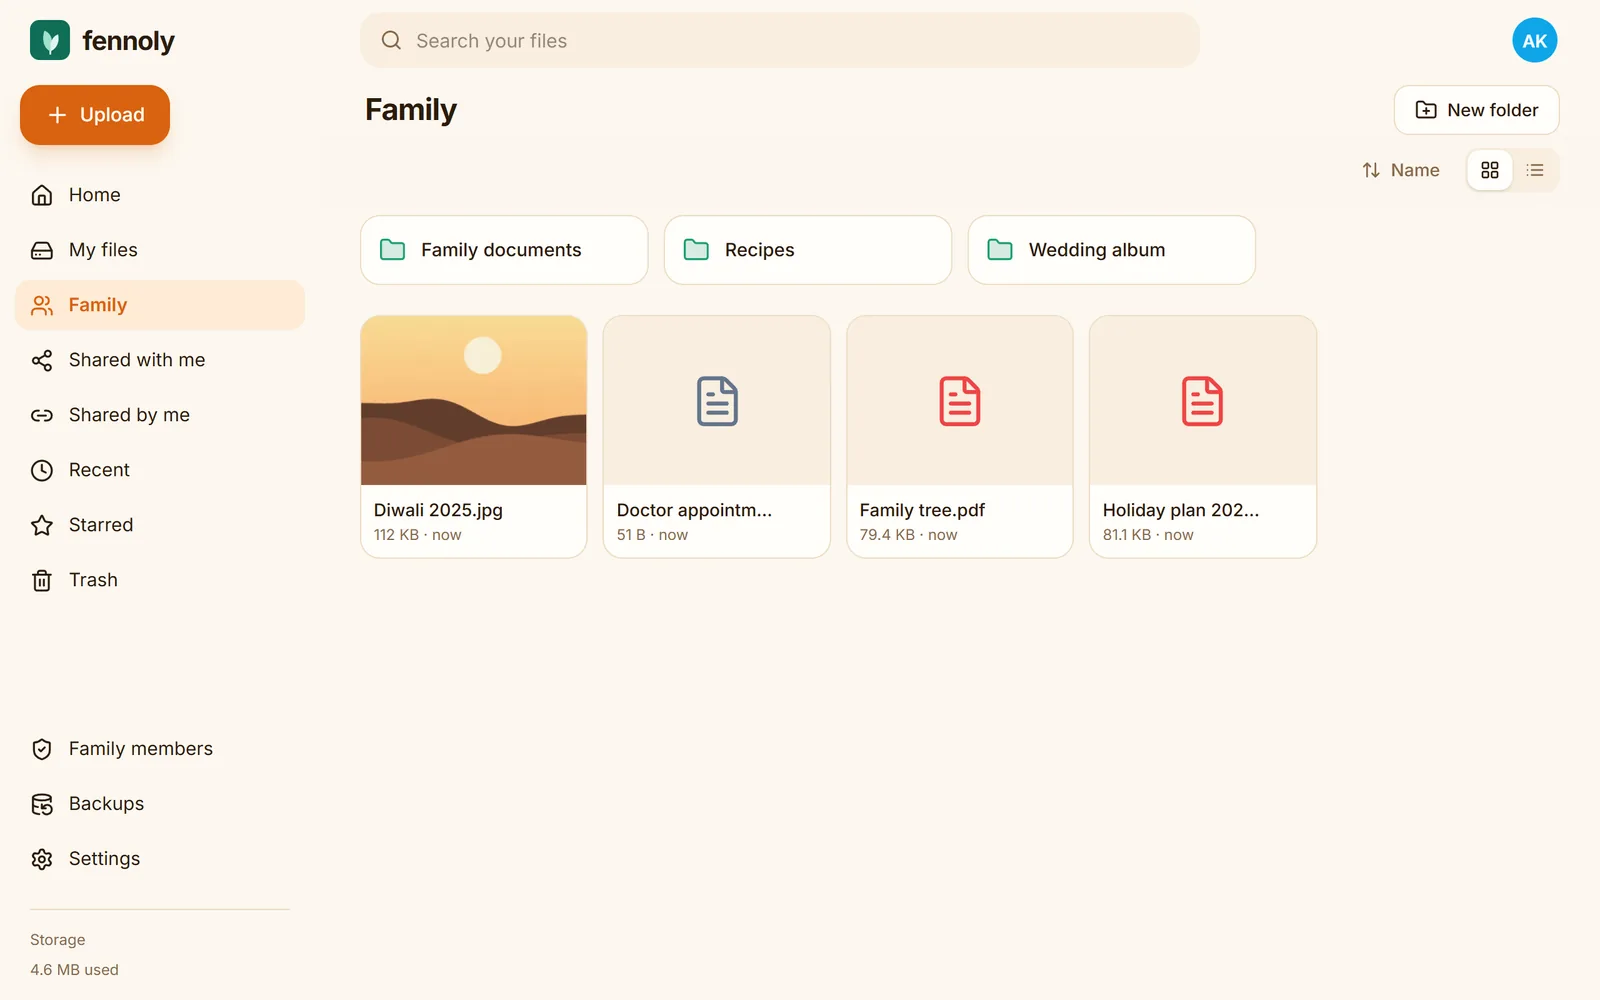 fennoly
Search your files
AK
Upload
Family
New folder
Name
Home
My files
Family
Shared with me
Shared by me
Recent
Starred
Trash
Family documents
Recipes
Wedding album
Diwali 2025.jpg
112 KB · now
Doctor appointm...
51 B · now
Family tree.pdf
79.4 KB · now
Holiday plan 202...
81.1 KB · now
Family members
Backups
Settings
Storage
4.6 MB used